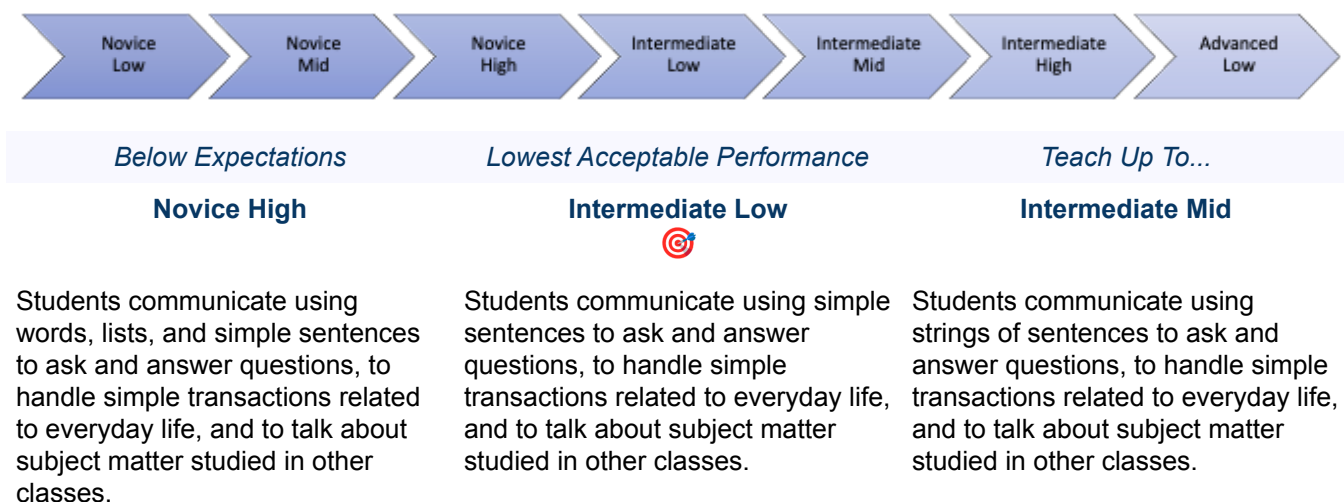 Novice Low
Novice Mid
Novice High
Intermediate Low
Intermediate Mid
Intermediate High
Advanced Low
Below Expectations
Lowest Acceptable Performance
Teach Up To...
Novice High
Intermediate Low
Intermediate Mid
Students communicate using
words, lists, and simple sentences
to ask and answer questions, to
handle simple transactions related
to everyday life, and to talk about
subject matter studied in other
classes.
Students communicate using simple
sentences to ask and answer
questions, to handle simple
transactions related to everyday life,
and to talk about subject matter
studied in other classes.
Students communicate using
strings of sentences to ask and
answer questions, to handle simple
transactions related to everyday life,
and to talk about subject matter
studied in other classes.